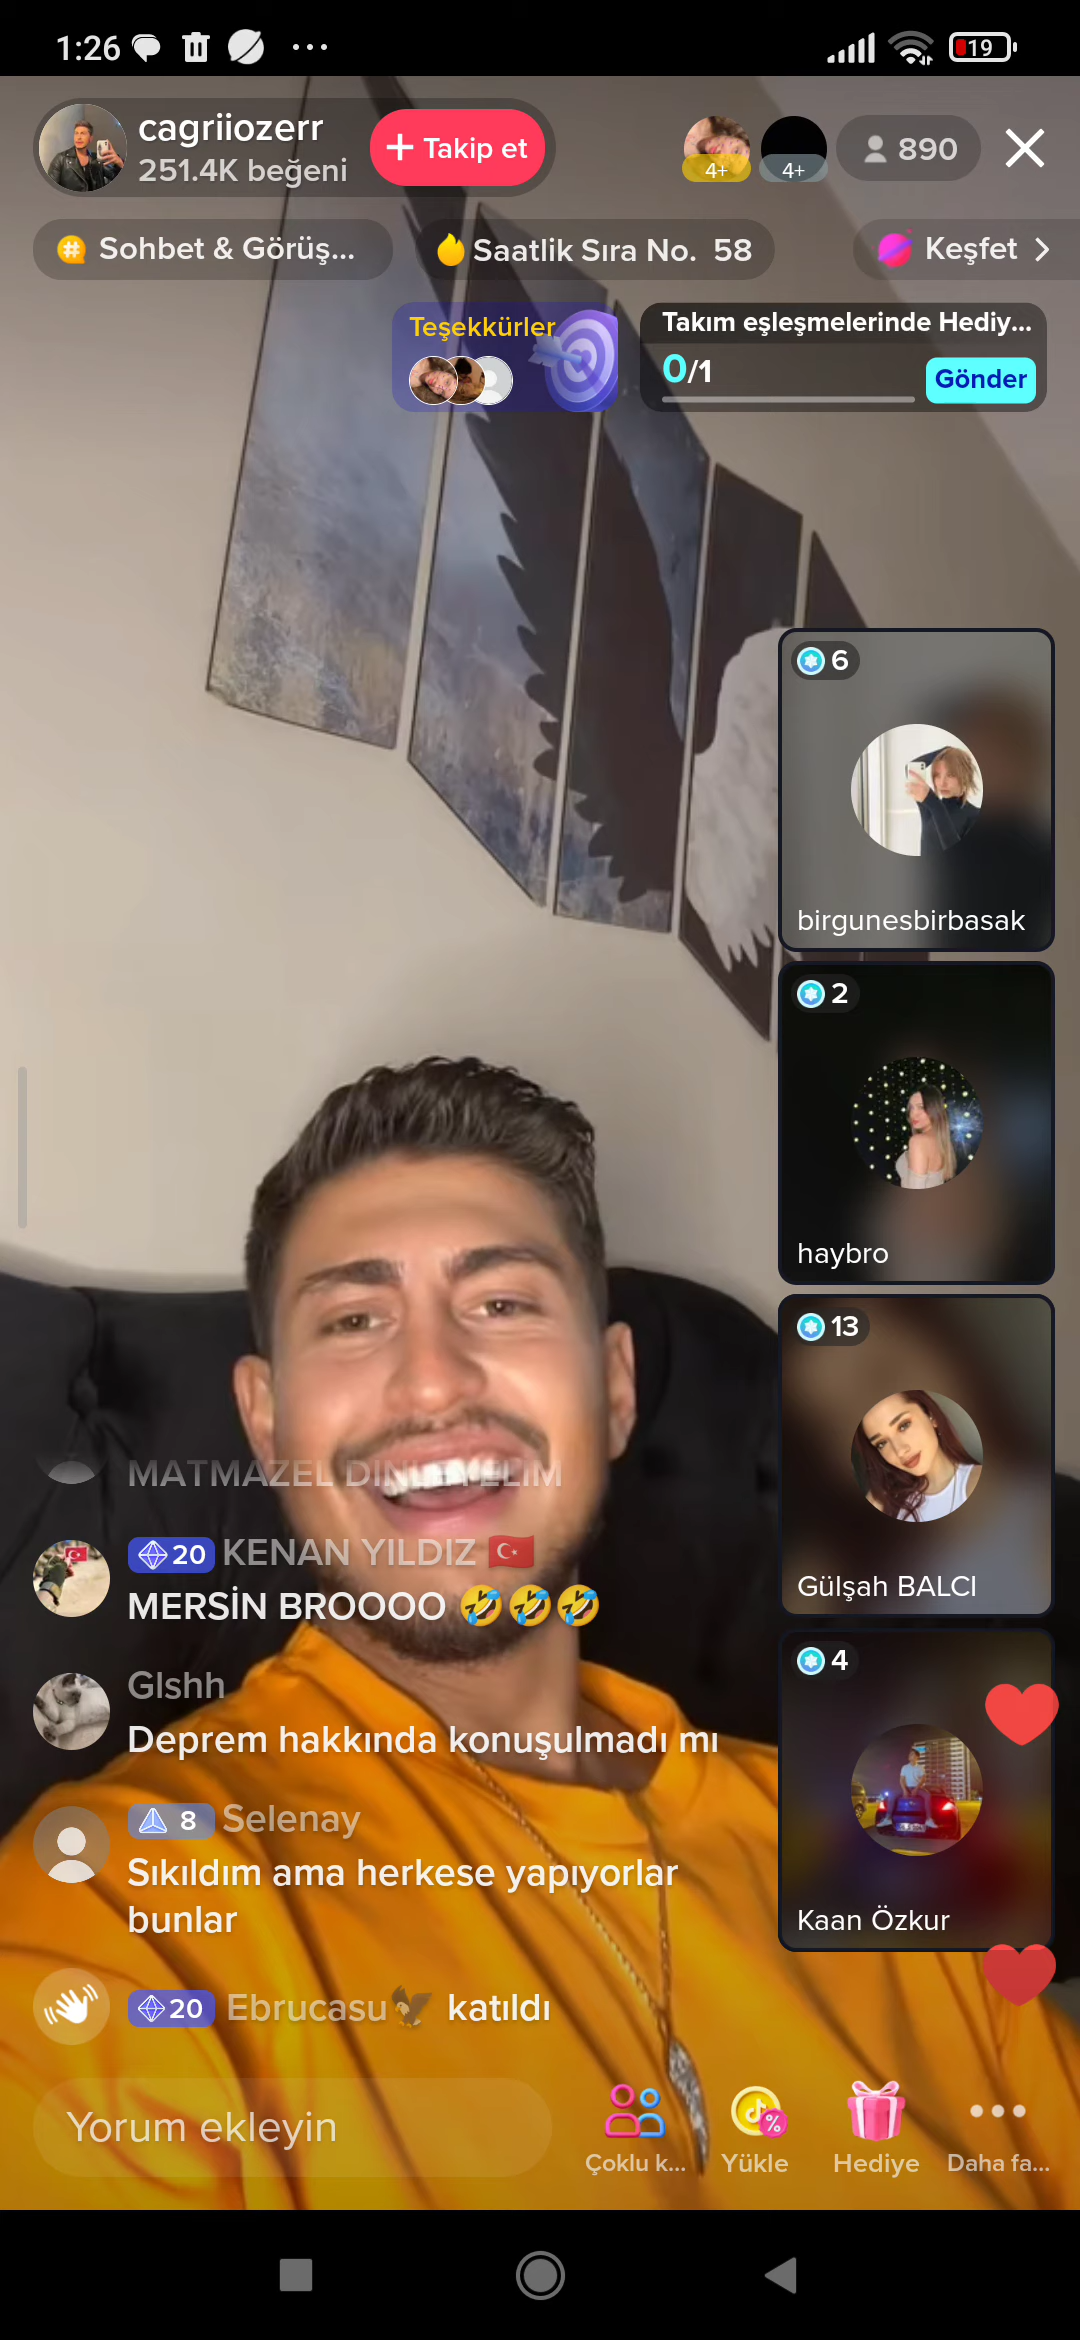 1:26
19
cagriiozerr
251.4K beğeni
+ Takip et
4+
4+
890
Sohbet & Görüş...
Saatlik Sıra No. 58
Keşfet
Teşekkürler
Takım eşleşmelerinde Hediy...
0/1
Gönder
6
birgunesbirbasak
2
haybro
13
Gülşah BALCI
4
Kaan Özkur
MATMAZEL DİNLEYELİM
20 KENAN YILDIZ 🇹🇷
MERSİN BROOOO 🤣🤣🤣
Glshh
Deprem hakkında konuşulmadı mı
8 Selenay
Sıkıldım ama herkese yapıyorlar
bunlar
20 Ebrucasu🦅 katıldı
Yorum ekleyin
Çoklu k...
Yükle
Hediye
Daha fa...